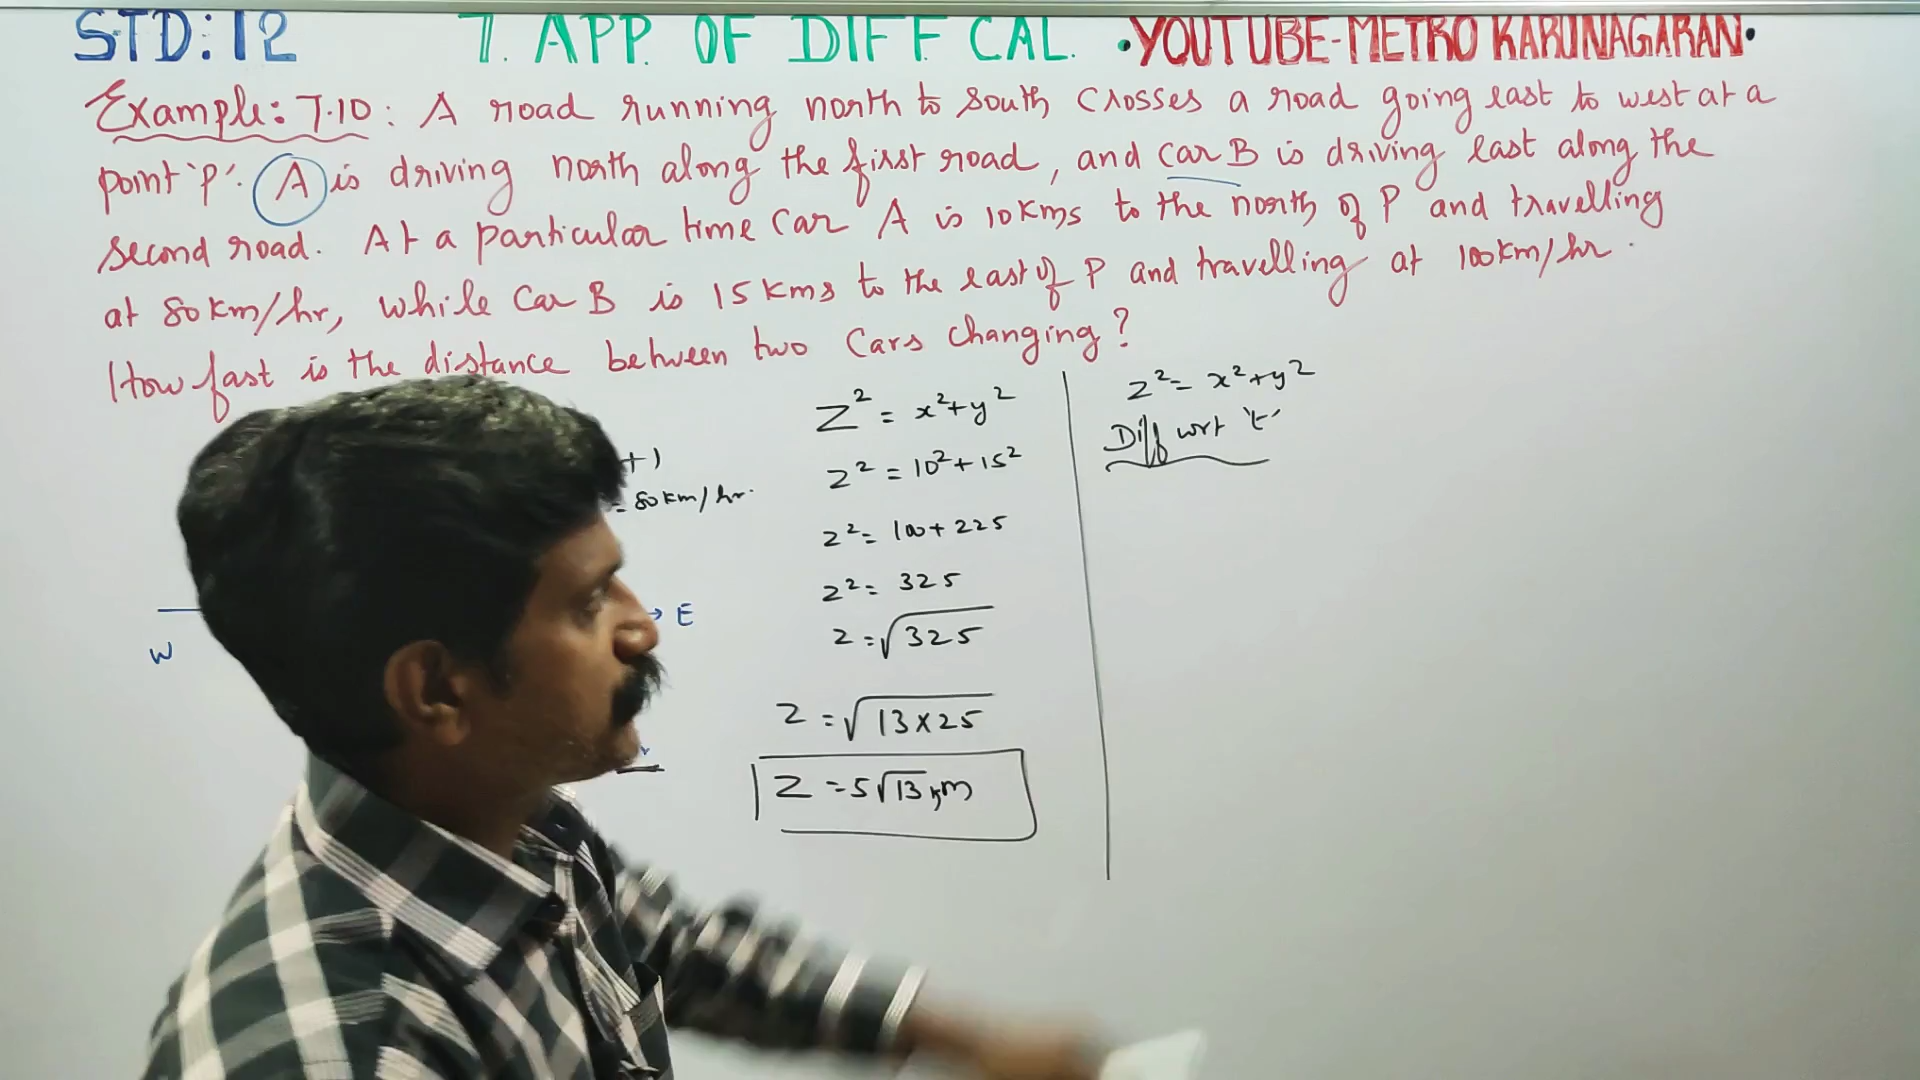 STD: 12 7. APP. OF DIFF CAL. •YOUTUBE-METRO KARUNAGARAN•
Example: 7.10: A road running north to south crosses a road going east to west at a
point 'P'. A is driving north along the first road, and car B is driving east along the
second road. At a particular time car A is 10kms to the north of P and travelling
at 80km/hr, while Car B is 15kms to the east of P and travelling at 100km/hr.
How fast is the distance between two Cars changing?
+)
= 80km/hr.
E
W
Z² = x²+y²
z² = 10²+15²
z² = 100+225
z² = 325
z = √325
z = √13×25
Z = 5√13 km
z² = x²+y²
Diff wrt 't'